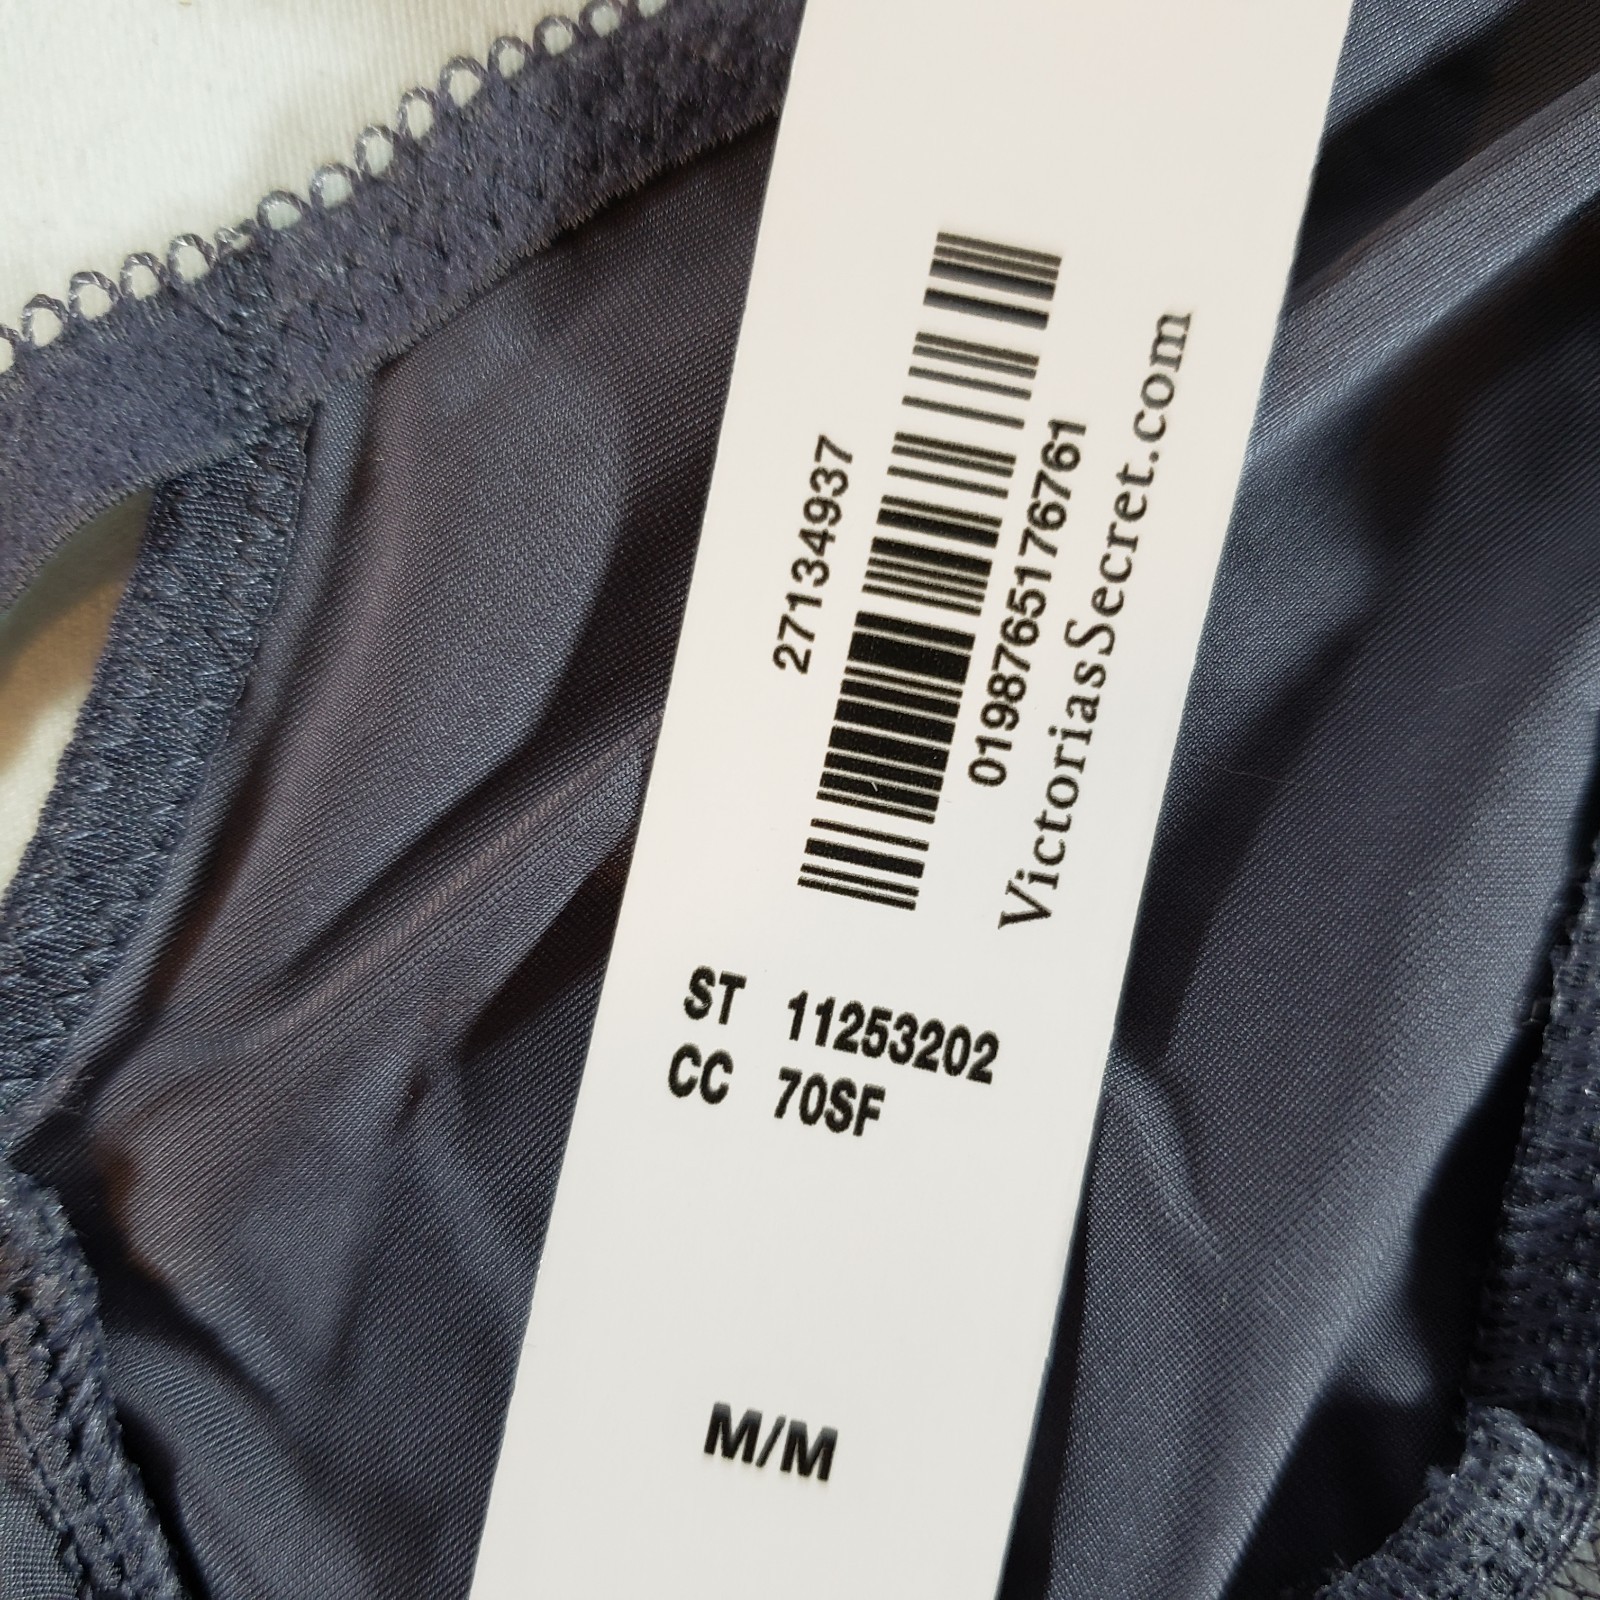 27134937
0198765176761
VictoriasSecret.com
ST 11253202
CC 70SF
M/M